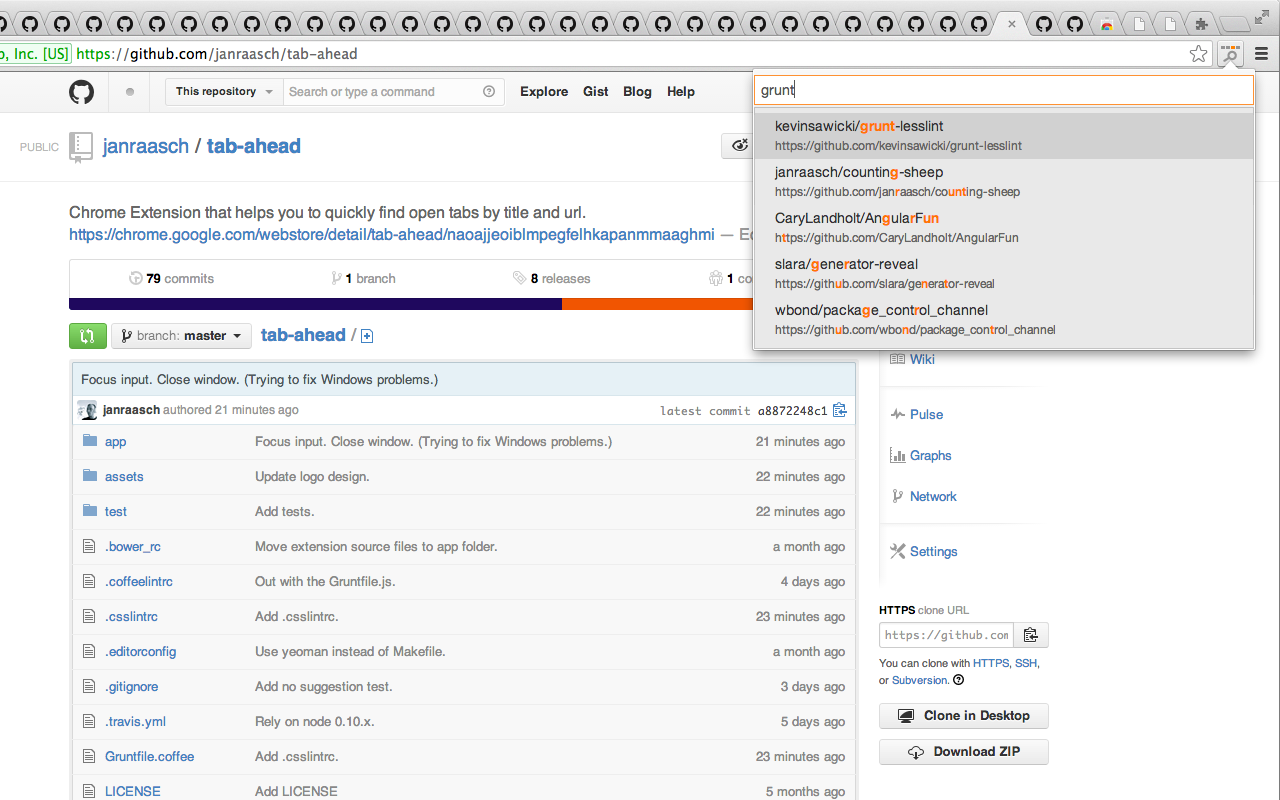 , Inc. [US] https://github.com/janraasch/tab-ahead
This repository
Search or type a command
Explore
Gist
Blog
Help
grunt
kevinsawicki/grunt-lesslint
https://github.com/kevinsawicki/grunt-lesslint
janraasch/counting-sheep
https://github.com/janraasch/counting-sheep
CaryLandholt/AngularFun
https://github.com/CaryLandholt/AngularFun
slara/generator-reveal
https://github.com/slara/generator-reveal
wbond/package_control_channel
https://github.com/wbond/package_control_channel
PUBLIC
janraasch / tab-ahead
Chrome Extension that helps you to quickly find open tabs by title and url.
https://chrome.google.com/webstore/detail/tab-ahead/naoajjeoiblmpegfelhkapanmmaaghmi — Ed
79 commits
1 branch
8 releases
1 co
branch: master
tab-ahead /
Focus input. Close window. (Trying to fix Windows problems.)
janraasch authored 21 minutes ago
latest commit a8872248c1
app Focus input. Close window. (Trying to fix Windows problems.) 21 minutes ago
assets Update logo design. 22 minutes ago
test Add tests. 22 minutes ago
.bower_rc Move extension source files to app folder. a month ago
.coffeelintrc Out with the Gruntfile.js. 4 days ago
.csslintrc Add .csslintrc. 23 minutes ago
.editorconfig Use yeoman instead of Makefile. a month ago
.gitignore Add no suggestion test. 3 days ago
.travis.yml Rely on node 0.10.x. 5 days ago
Gruntfile.coffee Add .csslintrc. 23 minutes ago
LICENSE Add LICENSE 5 months ago
Wiki
Pulse
Graphs
Network
Settings
HTTPS clone URL
https://github.com
You can clone with HTTPS, SSH,
or Subversion.
Clone in Desktop
Download ZIP